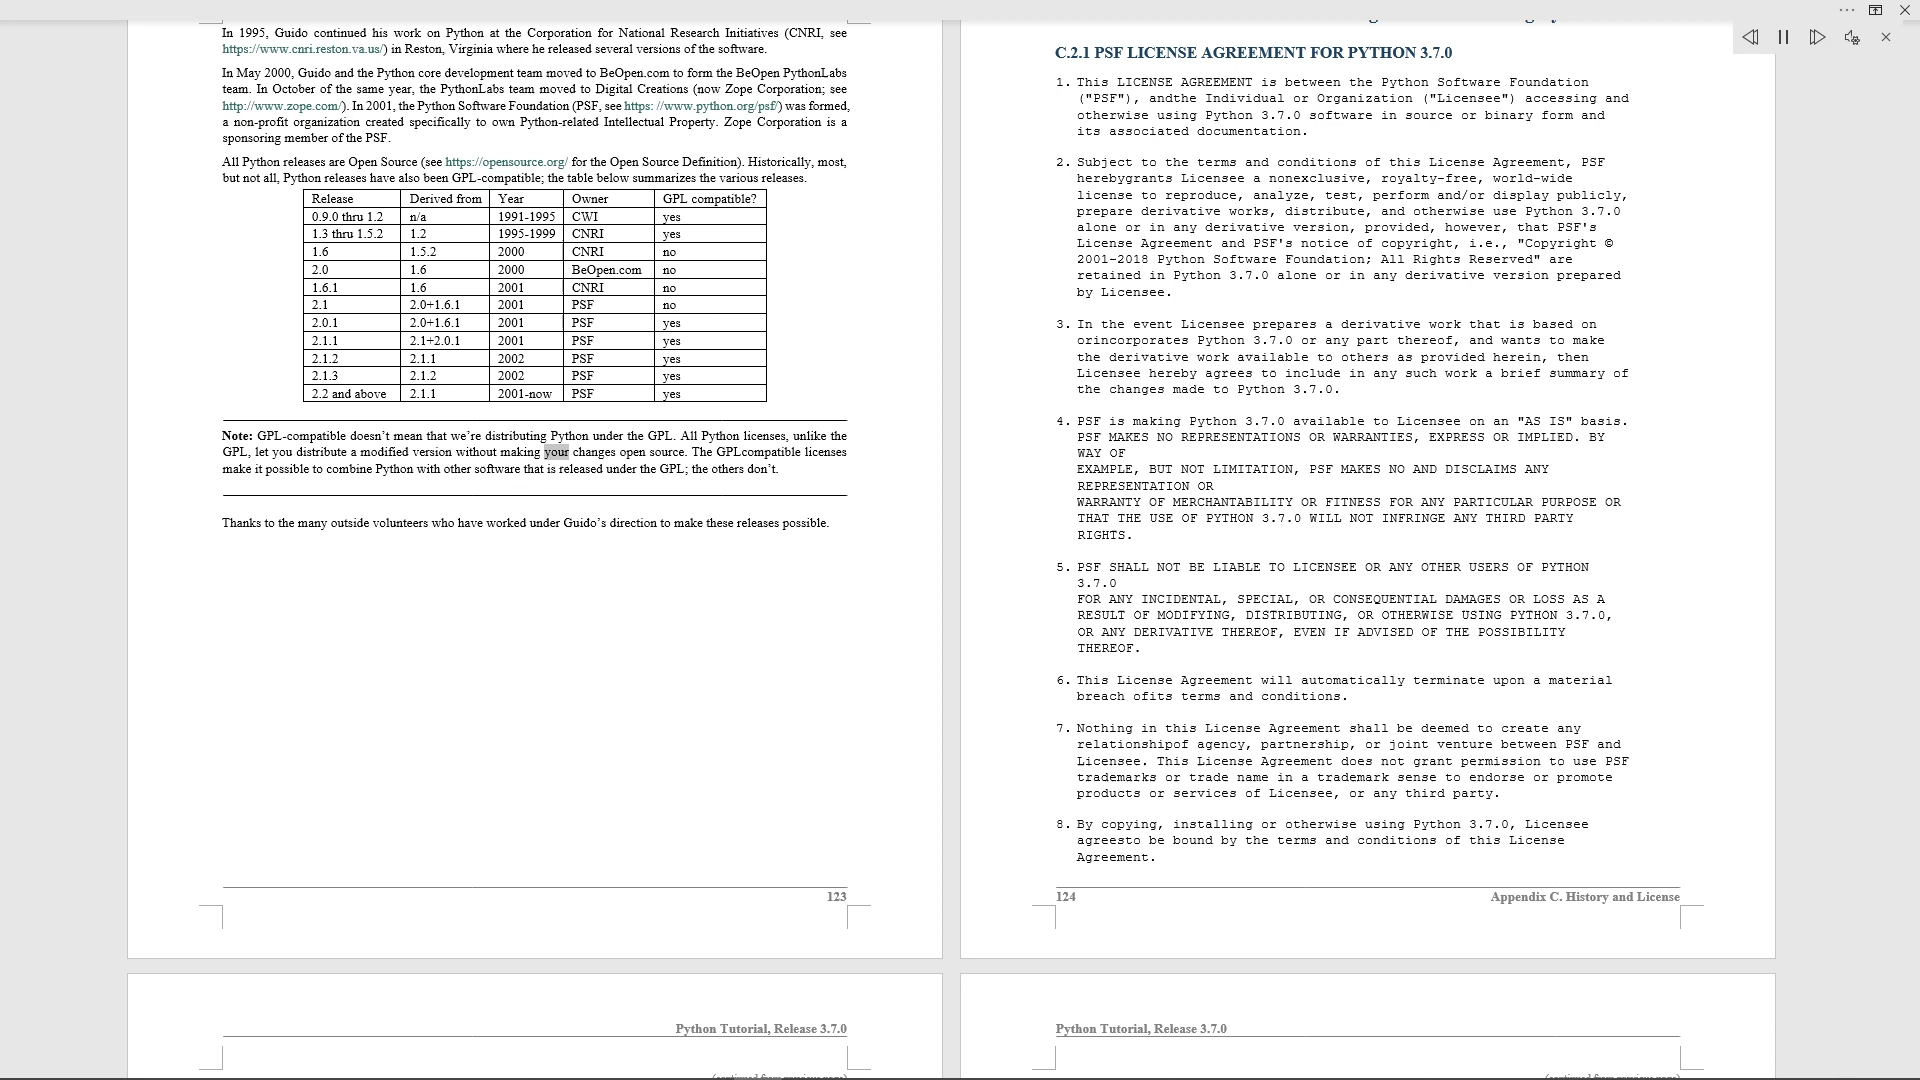 In 1995, Guido continued his work on Python at the Corporation for National Research Initiatives (CNRI, see
https://www.cnri.reston.va.us/) in Reston, Virginia where he released several versions of the software.
In May 2000, Guido and the Python core development team moved to BeOpen.com to form the BeOpen PythonLabs
team. In October of the same year, the PythonLabs team moved to Digital Creations (now Zope Corporation; see
http://www.zope.com/). In 2001, the Python Software Foundation (PSF, see https: //www.python.org/psf/) was formed,
a non-profit organization created specifically to own Python-related Intellectual Property. Zope Corporation is a
sponsoring member of the PSF.
All Python releases are Open Source (see https://opensource.org/ for the Open Source Definition). Historically, most,
but not all, Python releases have also been GPL-compatible; the table below summarizes the various releases.
Release Derived from Year Owner GPL compatible?
0.9.0 thru 1.2 n/a 1991-1995 CWI yes
1.3 thru 1.5.2 1.2 1995-1999 CNRI yes
1.6 1.5.2 2000 CNRI no
2.0 1.6 2000 BeOpen.com no
1.6.1 1.6 2001 CNRI no
2.1 2.0+1.6.1 2001 PSF no
2.0.1 2.0+1.6.1 2001 PSF yes
2.1.1 2.1+2.0.1 2001 PSF yes
2.1.2 2.1.1 2002 PSF yes
2.1.3 2.1.2 2002 PSF yes
2.2 and above 2.1.1 2001-now PSF yes
Note: GPL-compatible doesn’t mean that we’re distributing Python under the GPL. All Python licenses, unlike the
GPL, let you distribute a modified version without making your changes open source. The GPLcompatible licenses
make it possible to combine Python with other software that is released under the GPL; the others don’t.
Thanks to the many outside volunteers who have worked under Guido’s direction to make these releases possible.
123
C.2.1 PSF LICENSE AGREEMENT FOR PYTHON 3.7.0
1. This LICENSE AGREEMENT is between the Python Software Foundation
("PSF"), andthe Individual or Organization ("Licensee") accessing and
otherwise using Python 3.7.0 software in source or binary form and
its associated documentation.
2. Subject to the terms and conditions of this License Agreement, PSF
herebygrants Licensee a nonexclusive, royalty-free, world-wide
license to reproduce, analyze, test, perform and/or display publicly,
prepare derivative works, distribute, and otherwise use Python 3.7.0
alone or in any derivative version, provided, however, that PSF's
License Agreement and PSF's notice of copyright, i.e., "Copyright ©
2001-2018 Python Software Foundation; All Rights Reserved" are
retained in Python 3.7.0 alone or in any derivative version prepared
by Licensee.
3. In the event Licensee prepares a derivative work that is based on
orincorporates Python 3.7.0 or any part thereof, and wants to make
the derivative work available to others as provided herein, then
Licensee hereby agrees to include in any such work a brief summary of
the changes made to Python 3.7.0.
4. PSF is making Python 3.7.0 available to Licensee on an "AS IS" basis.
PSF MAKES NO REPRESENTATIONS OR WARRANTIES, EXPRESS OR IMPLIED. BY
WAY OF
EXAMPLE, BUT NOT LIMITATION, PSF MAKES NO AND DISCLAIMS ANY
REPRESENTATION OR
WARRANTY OF MERCHANTABILITY OR FITNESS FOR ANY PARTICULAR PURPOSE OR
THAT THE USE OF PYTHON 3.7.0 WILL NOT INFRINGE ANY THIRD PARTY
RIGHTS.
5. PSF SHALL NOT BE LIABLE TO LICENSEE OR ANY OTHER USERS OF PYTHON
3.7.0
FOR ANY INCIDENTAL, SPECIAL, OR CONSEQUENTIAL DAMAGES OR LOSS AS A
RESULT OF MODIFYING, DISTRIBUTING, OR OTHERWISE USING PYTHON 3.7.0,
OR ANY DERIVATIVE THEREOF, EVEN IF ADVISED OF THE POSSIBILITY
THEREOF.
6. This License Agreement will automatically terminate upon a material
breach ofits terms and conditions.
7. Nothing in this License Agreement shall be deemed to create any
relationshipof agency, partnership, or joint venture between PSF and
Licensee. This License Agreement does not grant permission to use PSF
trademarks or trade name in a trademark sense to endorse or promote
products or services of Licensee, or any third party.
8. By copying, installing or otherwise using Python 3.7.0, Licensee
agreesto be bound by the terms and conditions of this License
Agreement.
124 Appendix C. History and License
Python Tutorial, Release 3.7.0
Python Tutorial, Release 3.7.0